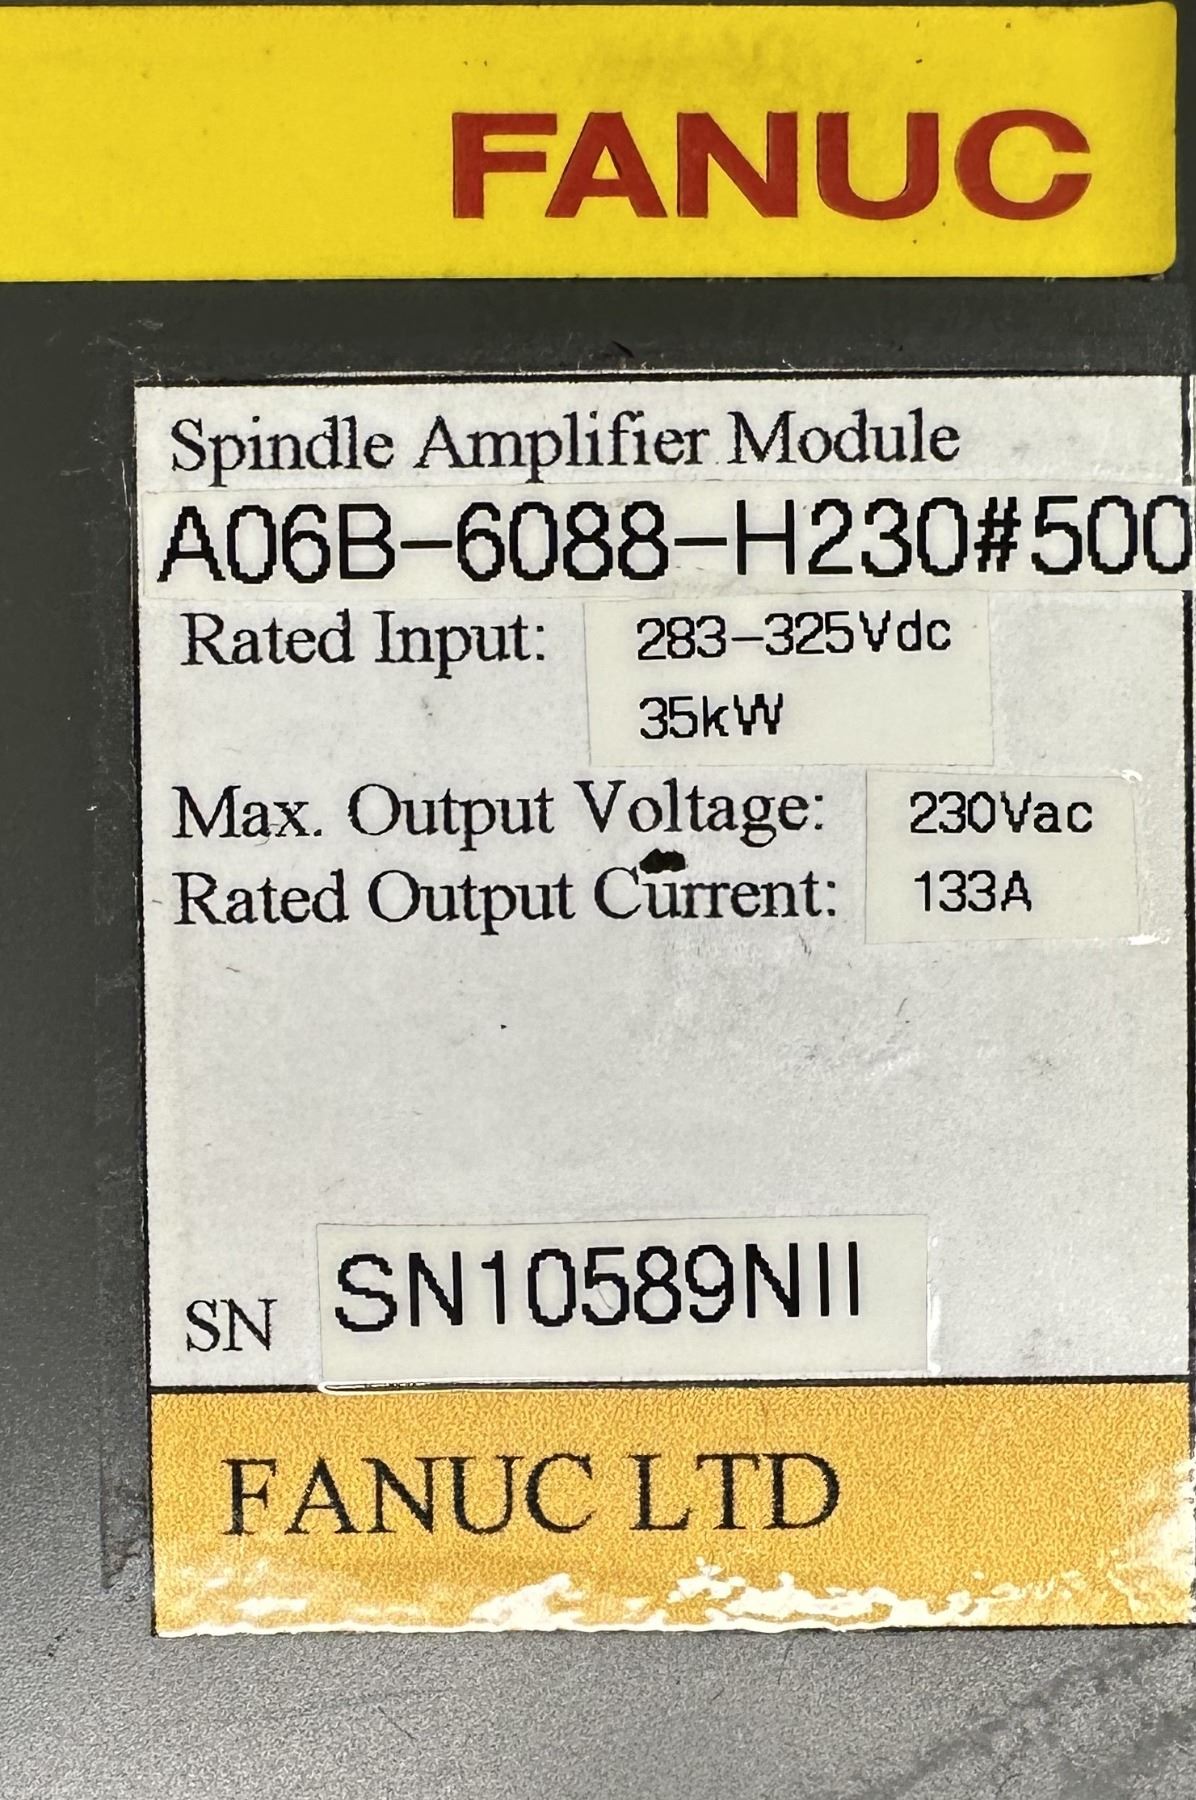 FANUC
Spindle Amplifier Module
A06B-6088-H230#500
Rated Input: 283-325Vdc
35kW
Max. Output Voltage: 230Vac
Rated Output Current: 133A
SN SN10589NII
FANUC LTD